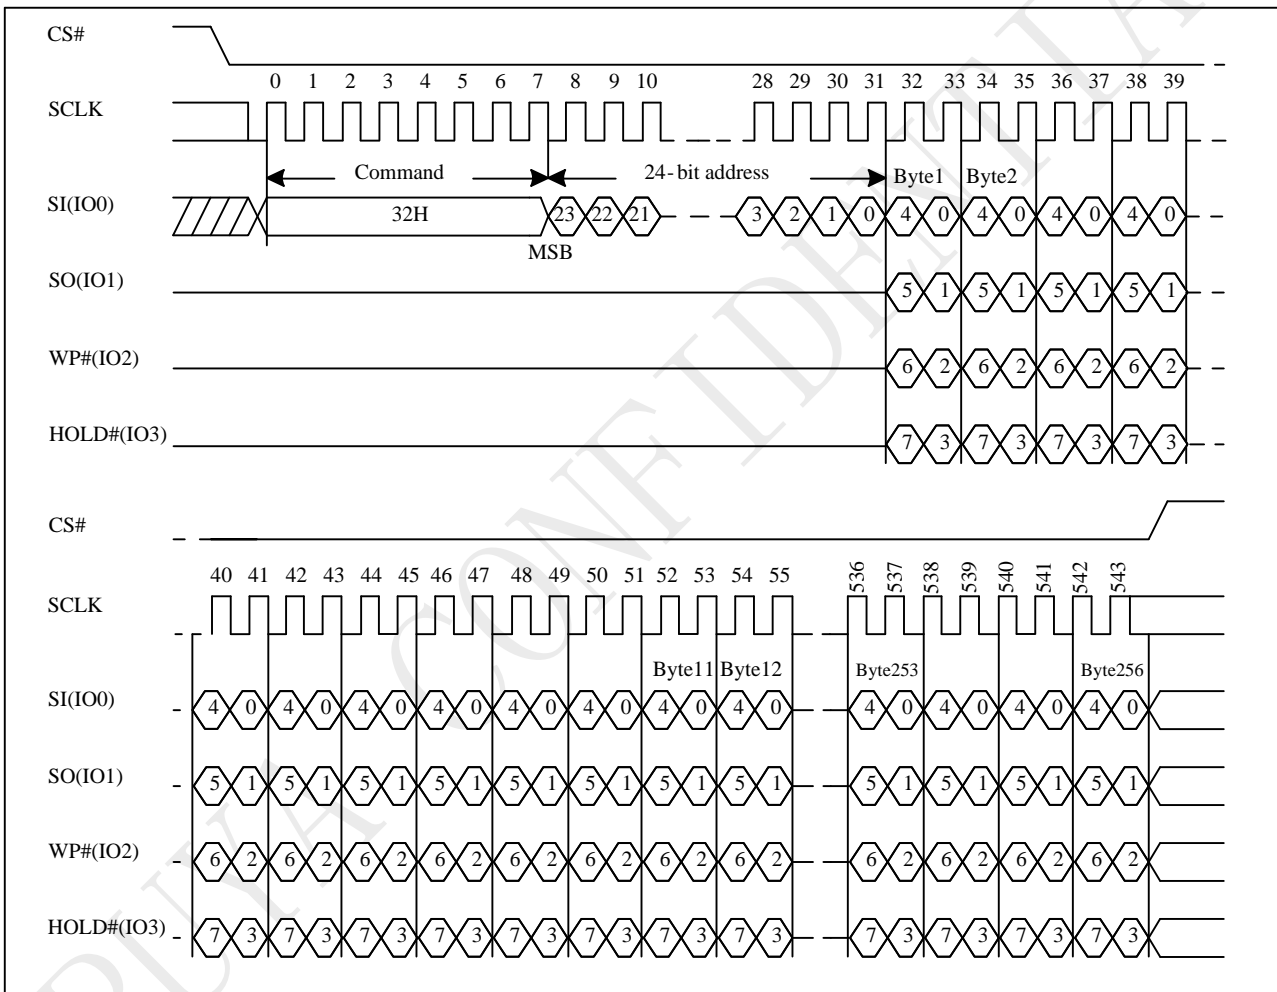 CS#
0 1 2 3 4 5 6 7 8 9 10 28 29 30 31 32 33 34 35 36 37 38 39
SCLK
Command 24-bit address Byte1 Byte2
SI(IO0) 32H 23 22 21 3 2 1 0 4 0 4 0 4 0 4 0
MSB
SO(IO1) 5 1 5 1 5 1 5 1
WP#(IO2) 6 2 6 2 6 2 6 2
HOLD#(IO3) 7 3 7 3 7 3 7 3
CS#
40 41 42 43 44 45 46 47 48 49 50 51 52 53 54 55 536 537 538 539 540 541 542 543
SCLK
Byte11 Byte12 Byte253 Byte256
SI(IO0) 4 0 4 0 4 0 4 0 4 0 4 0 4 0 4 0 4 0 4 0 4 0 4 0
SO(IO1) 5 1 5 1 5 1 5 1 5 1 5 1 5 1 5 1 5 1 5 1 5 1 5 1
WP#(IO2) 6 2 6 2 6 2 6 2 6 2 6 2 6 2 6 2 6 2 6 2 6 2 6 2
HOLD#(IO3) 7 3 7 3 7 3 7 3 7 3 7 3 7 3 7 3 7 3 7 3 7 3 7 3
PUYA CONFIDENTIA